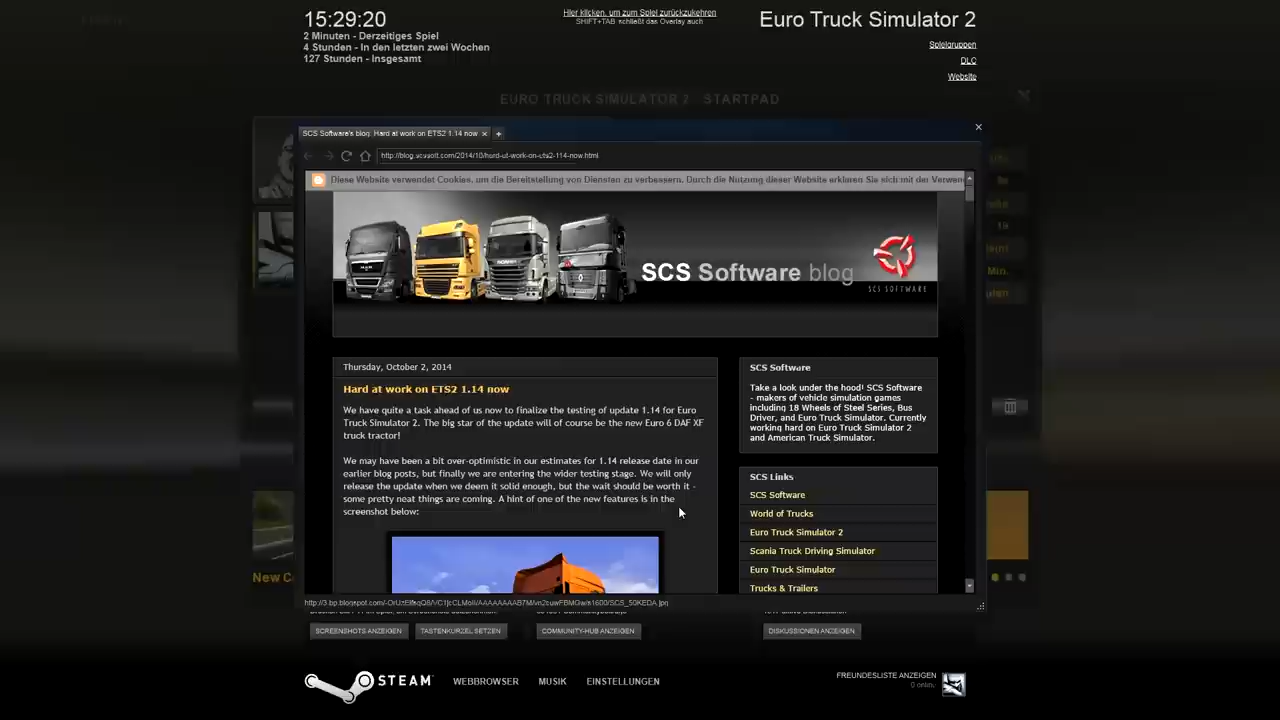 15:29:20
2 Minuten - Derzeitiges Spiel
4 Stunden - In den letzten zwei Wochen
127 Stunden - Insgesamt
Hier klicken, um zum Spiel zurückzukehren
SHIFT+TAB schließt das Overlay auch
Euro Truck Simulator 2
Spielgruppen
DLC
Website
EURO TRUCK SIMULATOR 2 - STARTPAD
SCS Software's blog: Hard at work on ETS2 1.14 now
http://blog.scssoft.com/2014/10/hard-at-work-on-ets2-114-now.html
Diese Website verwendet Cookies, um die Bereitstellung von Diensten zu verbessern. Durch die Nutzung dieser Website erklären Sie sich mit der Verwen
SCS Software blog
SCS SOFTWARE
Thursday, October 2, 2014
Hard at work on ETS2 1.14 now
We have quite a task ahead of us now to finalize the testing of update 1.14 for Euro
Truck Simulator 2. The big star of the update will of course be the new Euro 6 DAF XF
truck tractor!
We may have been a bit over-optimistic in our estimates for 1.14 release date in our
earlier blog posts, but finally we are entering the wider testing stage. We will only
release the update when we deem it solid enough, but the wait should be worth it -
some pretty neat things are coming. A hint of one of the new features is in the
screenshot below:
SCS Software
Take a look under the hood! SCS Software
- makers of vehicle simulation games
including 18 Wheels of Steel Series, Bus
Driver, and Euro Truck Simulator. Currently
working hard on Euro Truck Simulator 2
and American Truck Simulator.
SCS Links
SCS Software
World of Trucks
Euro Truck Simulator 2
Scania Truck Driving Simulator
Euro Truck Simulator
Trucks & Trailers
Min.
New C
SCREENSHOTS ANZEIGEN
TASTENKÜRZEL SETZEN
COMMUNITY-HUB ANZEIGEN
DISKUSSIONEN ANZEIGEN
STEAM
WEBBROWSER
MUSIK
EINSTELLUNGEN
FREUNDESLISTE ANZEIGEN
0 online